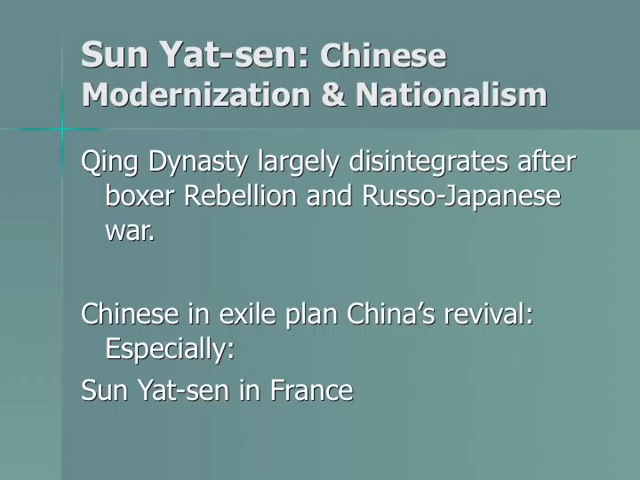 Sun Yat-sen: Chinese
Modernization & Nationalism
Qing Dynasty largely disintegrates after
boxer Rebellion and Russo-Japanese
war.
Chinese in exile plan China’s revival:
Especially:
Sun Yat-sen in France